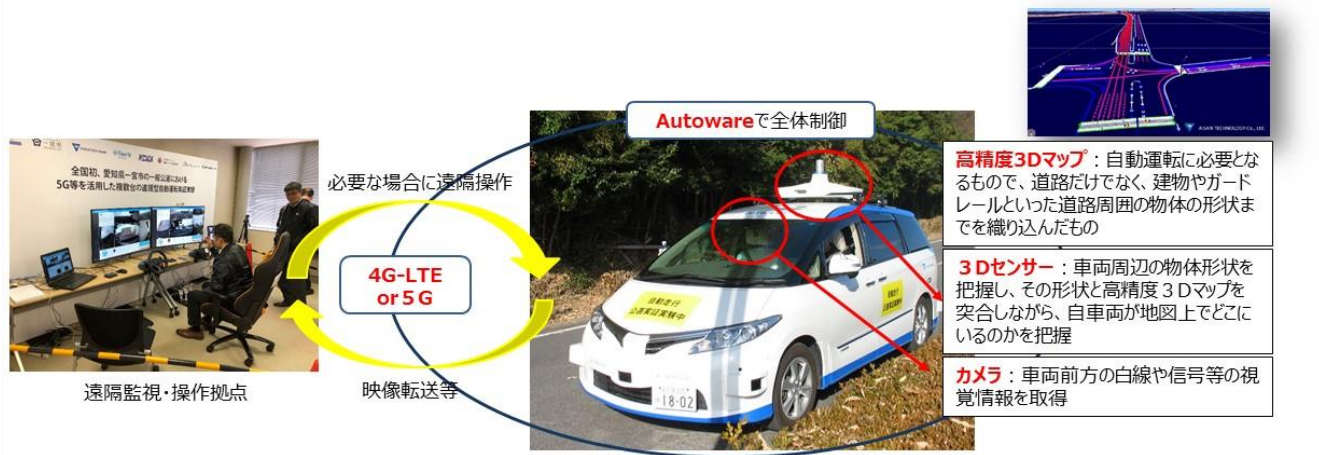 AISAN TECHNOLOGY Co., LTD.
Autowareで全体制御
全国初、愛知県一宮市の一般公道における
5G等を活用した複数台の遠隔型自動運転実証実験
必要な場合に遠隔操作
4G-LTE
or５G
映像転送等
遠隔監視・操作拠点
自動走行
公道実証実験中
18-02
高精度3Dマップ：自動運転に必要とな
るもので、道路だけでなく、建物やガード
レールといった道路周囲の物体の形状ま
でを織り込んだもの
３Dセンサー：車両周辺の物体形状を
把握し、その形状と高精度３Dマップを
突合しながら、自車両が地図上でどこに
いるのかを把握
カメラ：車両前方の白線や信号等の視
覚情報を取得